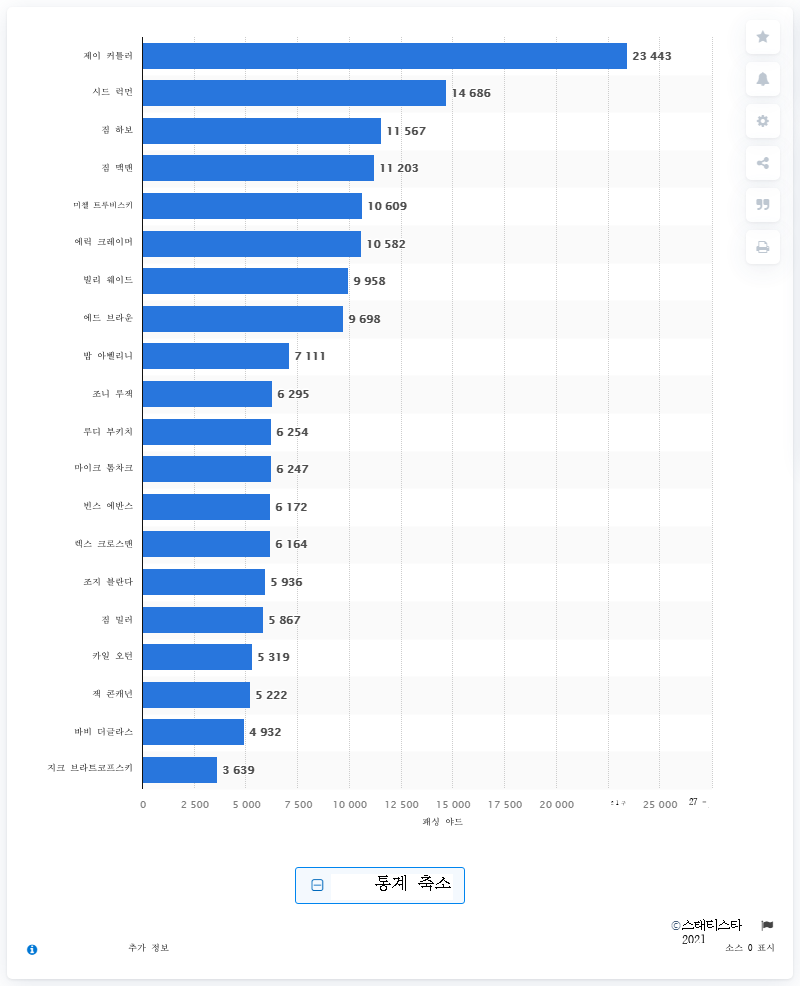 제이 커틀러 23 443
시드 럭먼 14 686
짐 하보 11 567
짐 맥맨 11 203
미첼 트루비스키 10 609
에릭 크레이머 10 582
빌리 웨이드 9 958
에드 브라운 9 698
밥 아벨리니 7 111
조니 루잭 6 295
루디 부키치 6 254
마이크 톰차크 6 247
빈스 에반스 6 172
렉스 크로스맨 6 164
조지 블란다 5 936
짐 밀러 5 867
카일 오턴 5 319
잭 콘캐넌 5 222
바비 더글라스 4 932
지크 브라트코프스키 3 639
0 2 500 5 000 7 500 10 000 12 500 15 000 17 500 20 000 25 000 27
패싱 야드
통계 축소
©스태티스타
2021
추가 정보
소스 0 표시